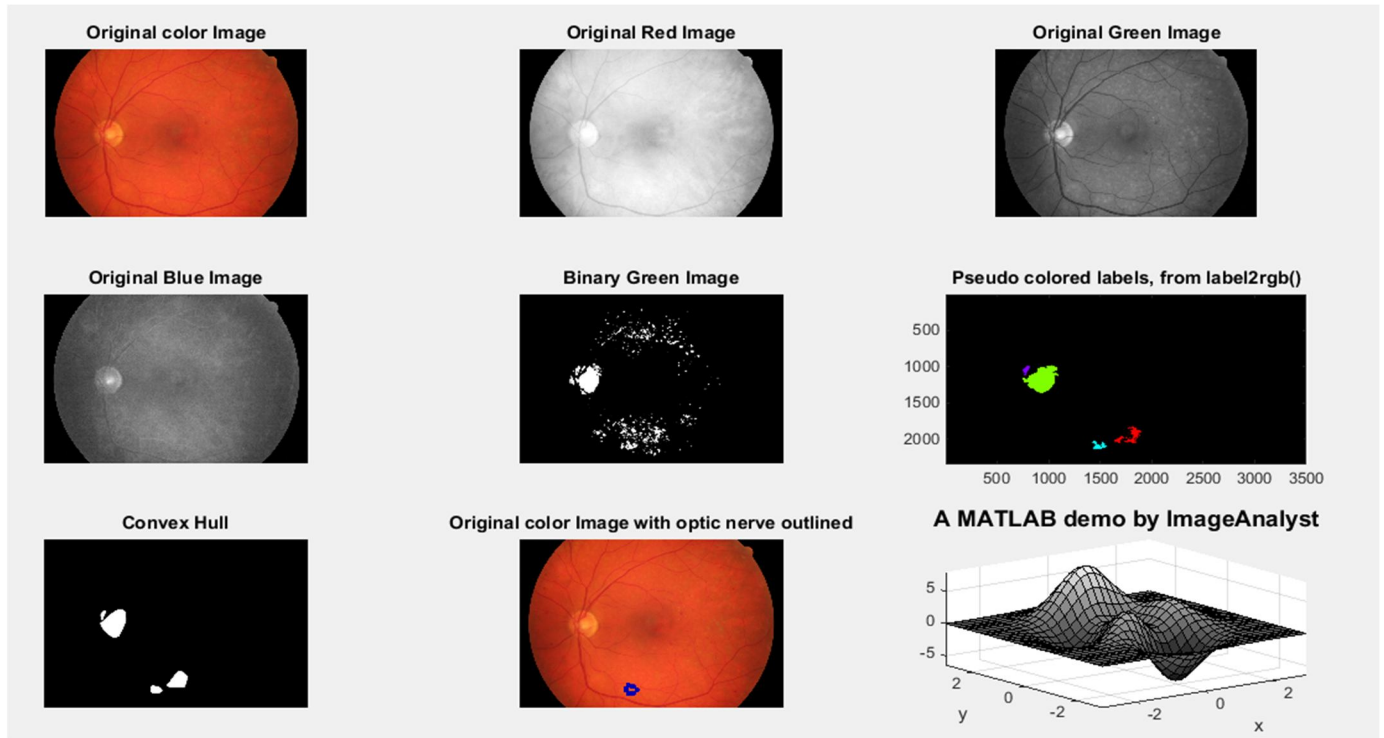 Original color Image
Original Red Image
Original Green Image
Original Blue Image
Binary Green Image
Pseudo colored labels, from label2rgb()
500
1000
1500
2000
500 1000 1500 2000 2500 3000 3500
Convex Hull
Original color Image with optic nerve outlined
A MATLAB demo by ImageAnalyst
5
0
-5
2
0
-2
y
-2
0
2
x